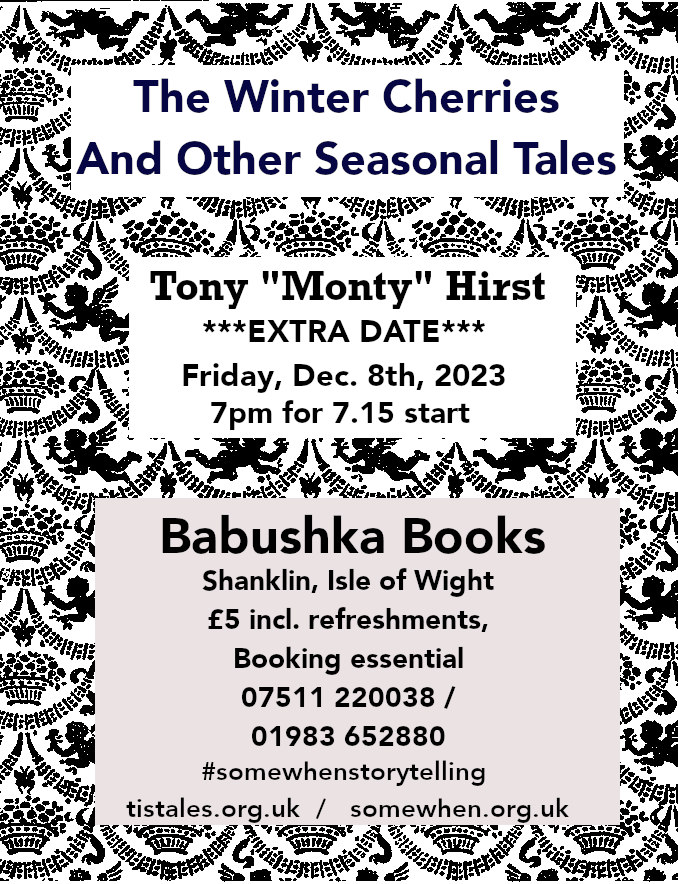 The Winter Cherries
And Other Seasonal Tales
Tony "Monty" Hirst
***EXTRA DATE***
Friday, Dec. 8th, 2023
7pm for 7.15 start
Babushka Books
Shanklin, Isle of Wight
£5 incl. refreshments,
Booking essential
07511 220038 /
01983 652880
#somewhenstorytelling
tistales.org.uk / somewhen.org.uk